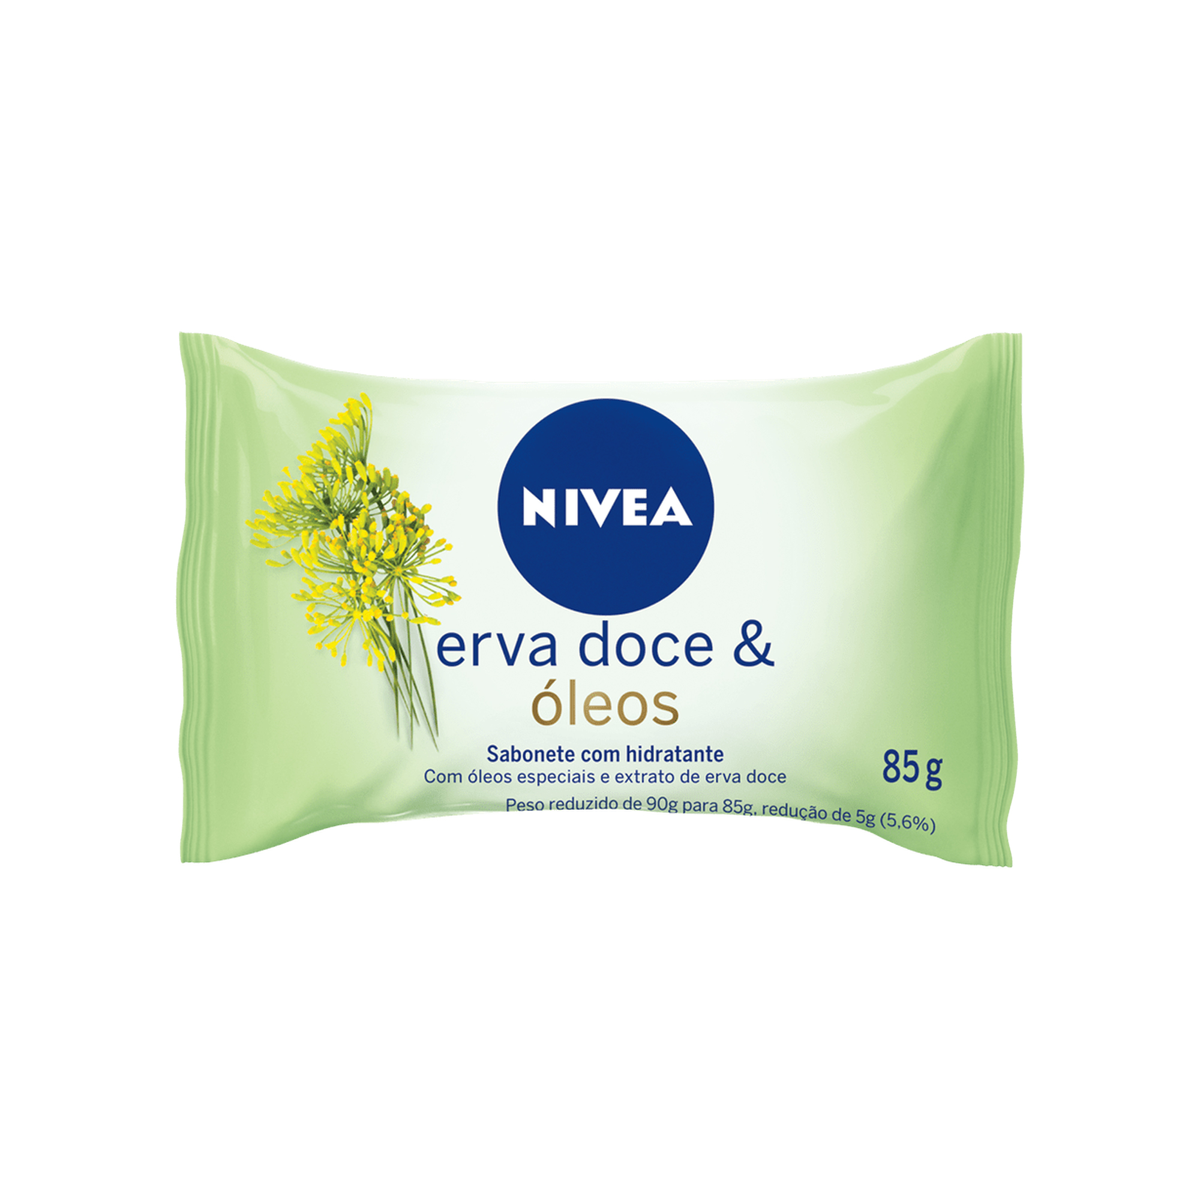 NIVEA
erva doce &
óleos
Sabonete com hidratante
Com óleos especiais e extrato de erva doce
85 g
Peso reduzido de 90g para 85g, redução de 5g (5,6%)